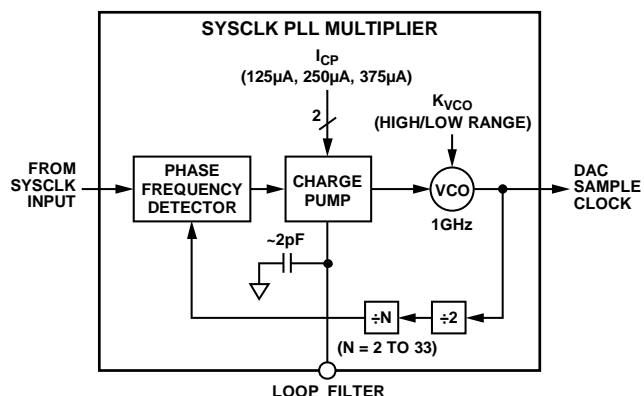 SYSCLK PLL MULTIPLIER
ICP
(125µA, 250µA, 375µA)
2
KVCO
(HIGH/LOW RANGE)
FROM
SYSCLK
INPUT
PHASE
FREQUENCY
DETECTOR
CHARGE
PUMP
VCO
1GHz
DAC
SAMPLE
CLOCK
~2pF
÷N
÷2
(N = 2 TO 33)
LOOP FILTER